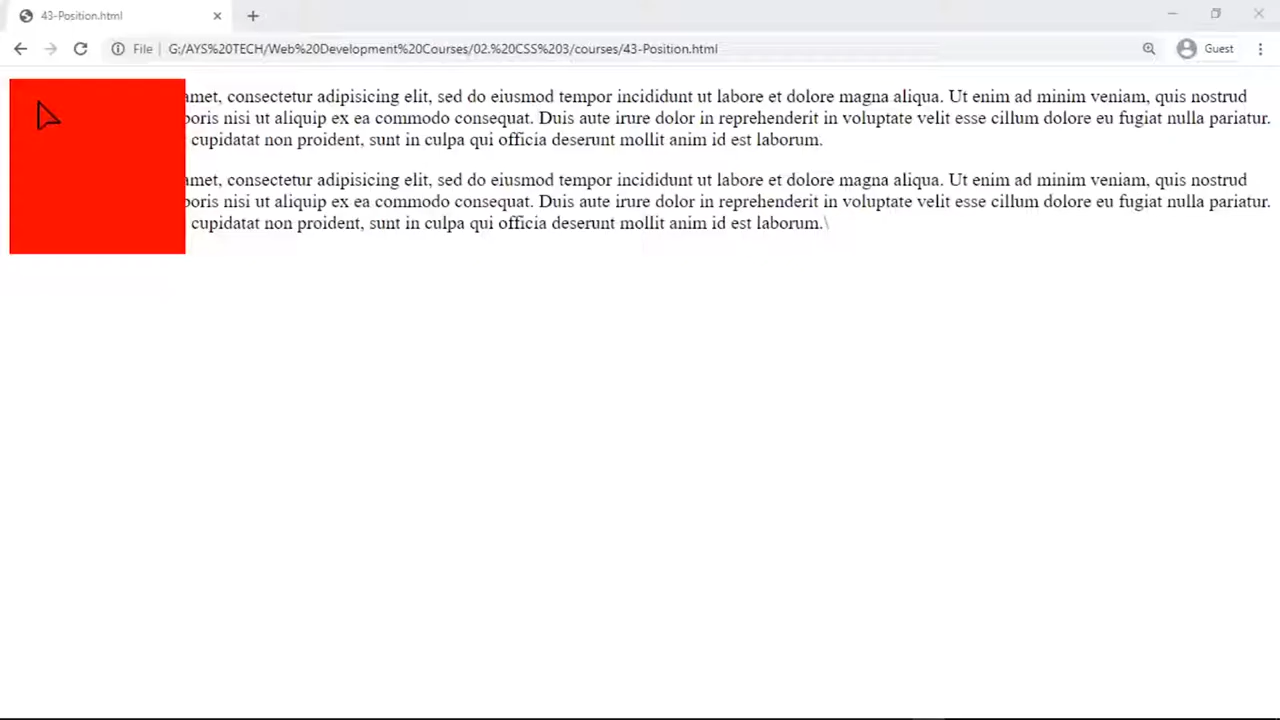 43-Position.html
File
G:/AYS%20TECH/Web%20Development%20Courses/02.%20CSS%203/courses/43-Position.html
Guest
amet, consectetur adipisicing elit, sed do eiusmod tempor incididunt ut labore et dolore magna aliqua. Ut enim ad minim veniam, quis nostrud
poris nisi ut aliquip ex ea commodo consequat. Duis aute irure dolor in reprehenderit in voluptate velit esse cillum dolore eu fugiat nulla pariatur.
cupidatat non proident, sunt in culpa qui officia deserunt mollit anim id est laborum.
amet, consectetur adipisicing elit, sed do eiusmod tempor incididunt ut labore et dolore magna aliqua. Ut enim ad minim veniam, quis nostrud
poris nisi ut aliquip ex ea commodo consequat. Duis aute irure dolor in reprehenderit in voluptate velit esse cillum dolore eu fugiat nulla pariatur.
cupidatat non proident, sunt in culpa qui officia deserunt mollit anim id est laborum.\